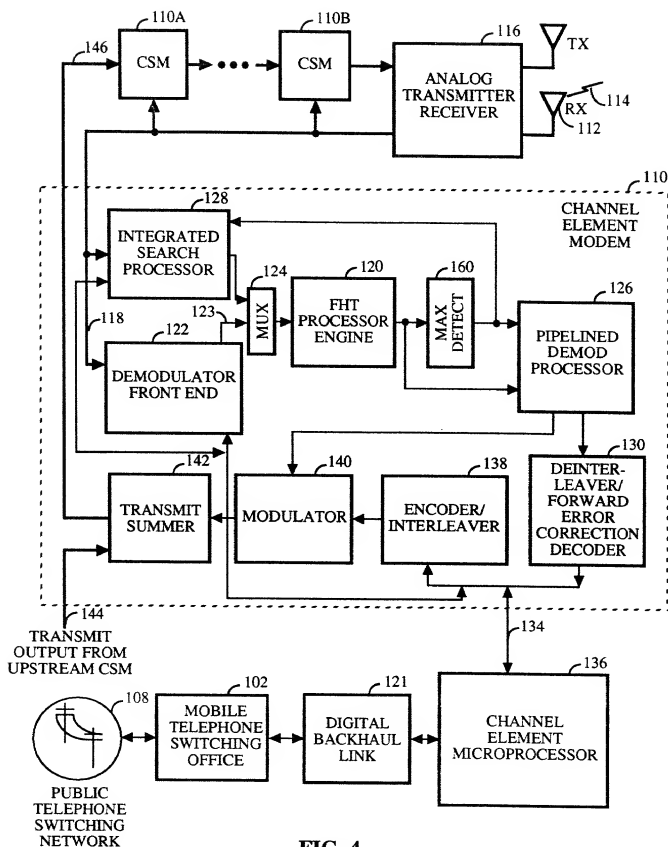 110A
110B
146
116
CSM
CSM
ANALOG
TRANSMITTER
RECEIVER
TX
RX
114
112
110
CHANNEL
ELEMENT
MODEM
128
INTEGRATED
SEARCH
PROCESSOR
124
MUX
120
FHT
PROCESSOR
ENGINE
160
MAX
DETECT
126
PIPELINED
DEMOD
PROCESSOR
123
118
122
DEMODULATOR
FRONT END
142
TRANSMIT
SUMMER
140
MODULATOR
138
ENCODER/
INTERLEAVER
130
DEINTER-
LEAVER/
FORWARD
ERROR
CORRECTION
DECODER
144
TRANSMIT
OUTPUT FROM
UPSTREAM CSM
134
108
PUBLIC
TELEPHONE
SWITCHING
NETWORK
102
MOBILE
TELEPHONE
SWITCHING
OFFICE
121
DIGITAL
BACKHAUL
LINK
136
CHANNEL
ELEMENT
MICROPROCESSOR
FIG. 4